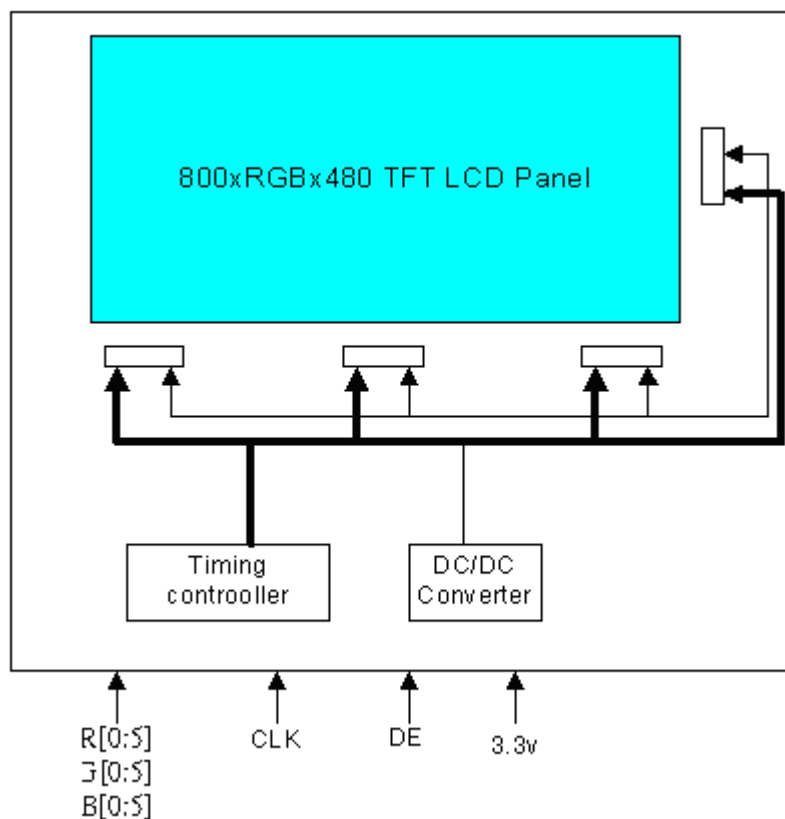 800xRGBx480 TFT LCD Panel
Timing
controoller
DC/DC
Converter
R[0:5]
G[0:5]
B[0:5]
CLK
DE
3.3v